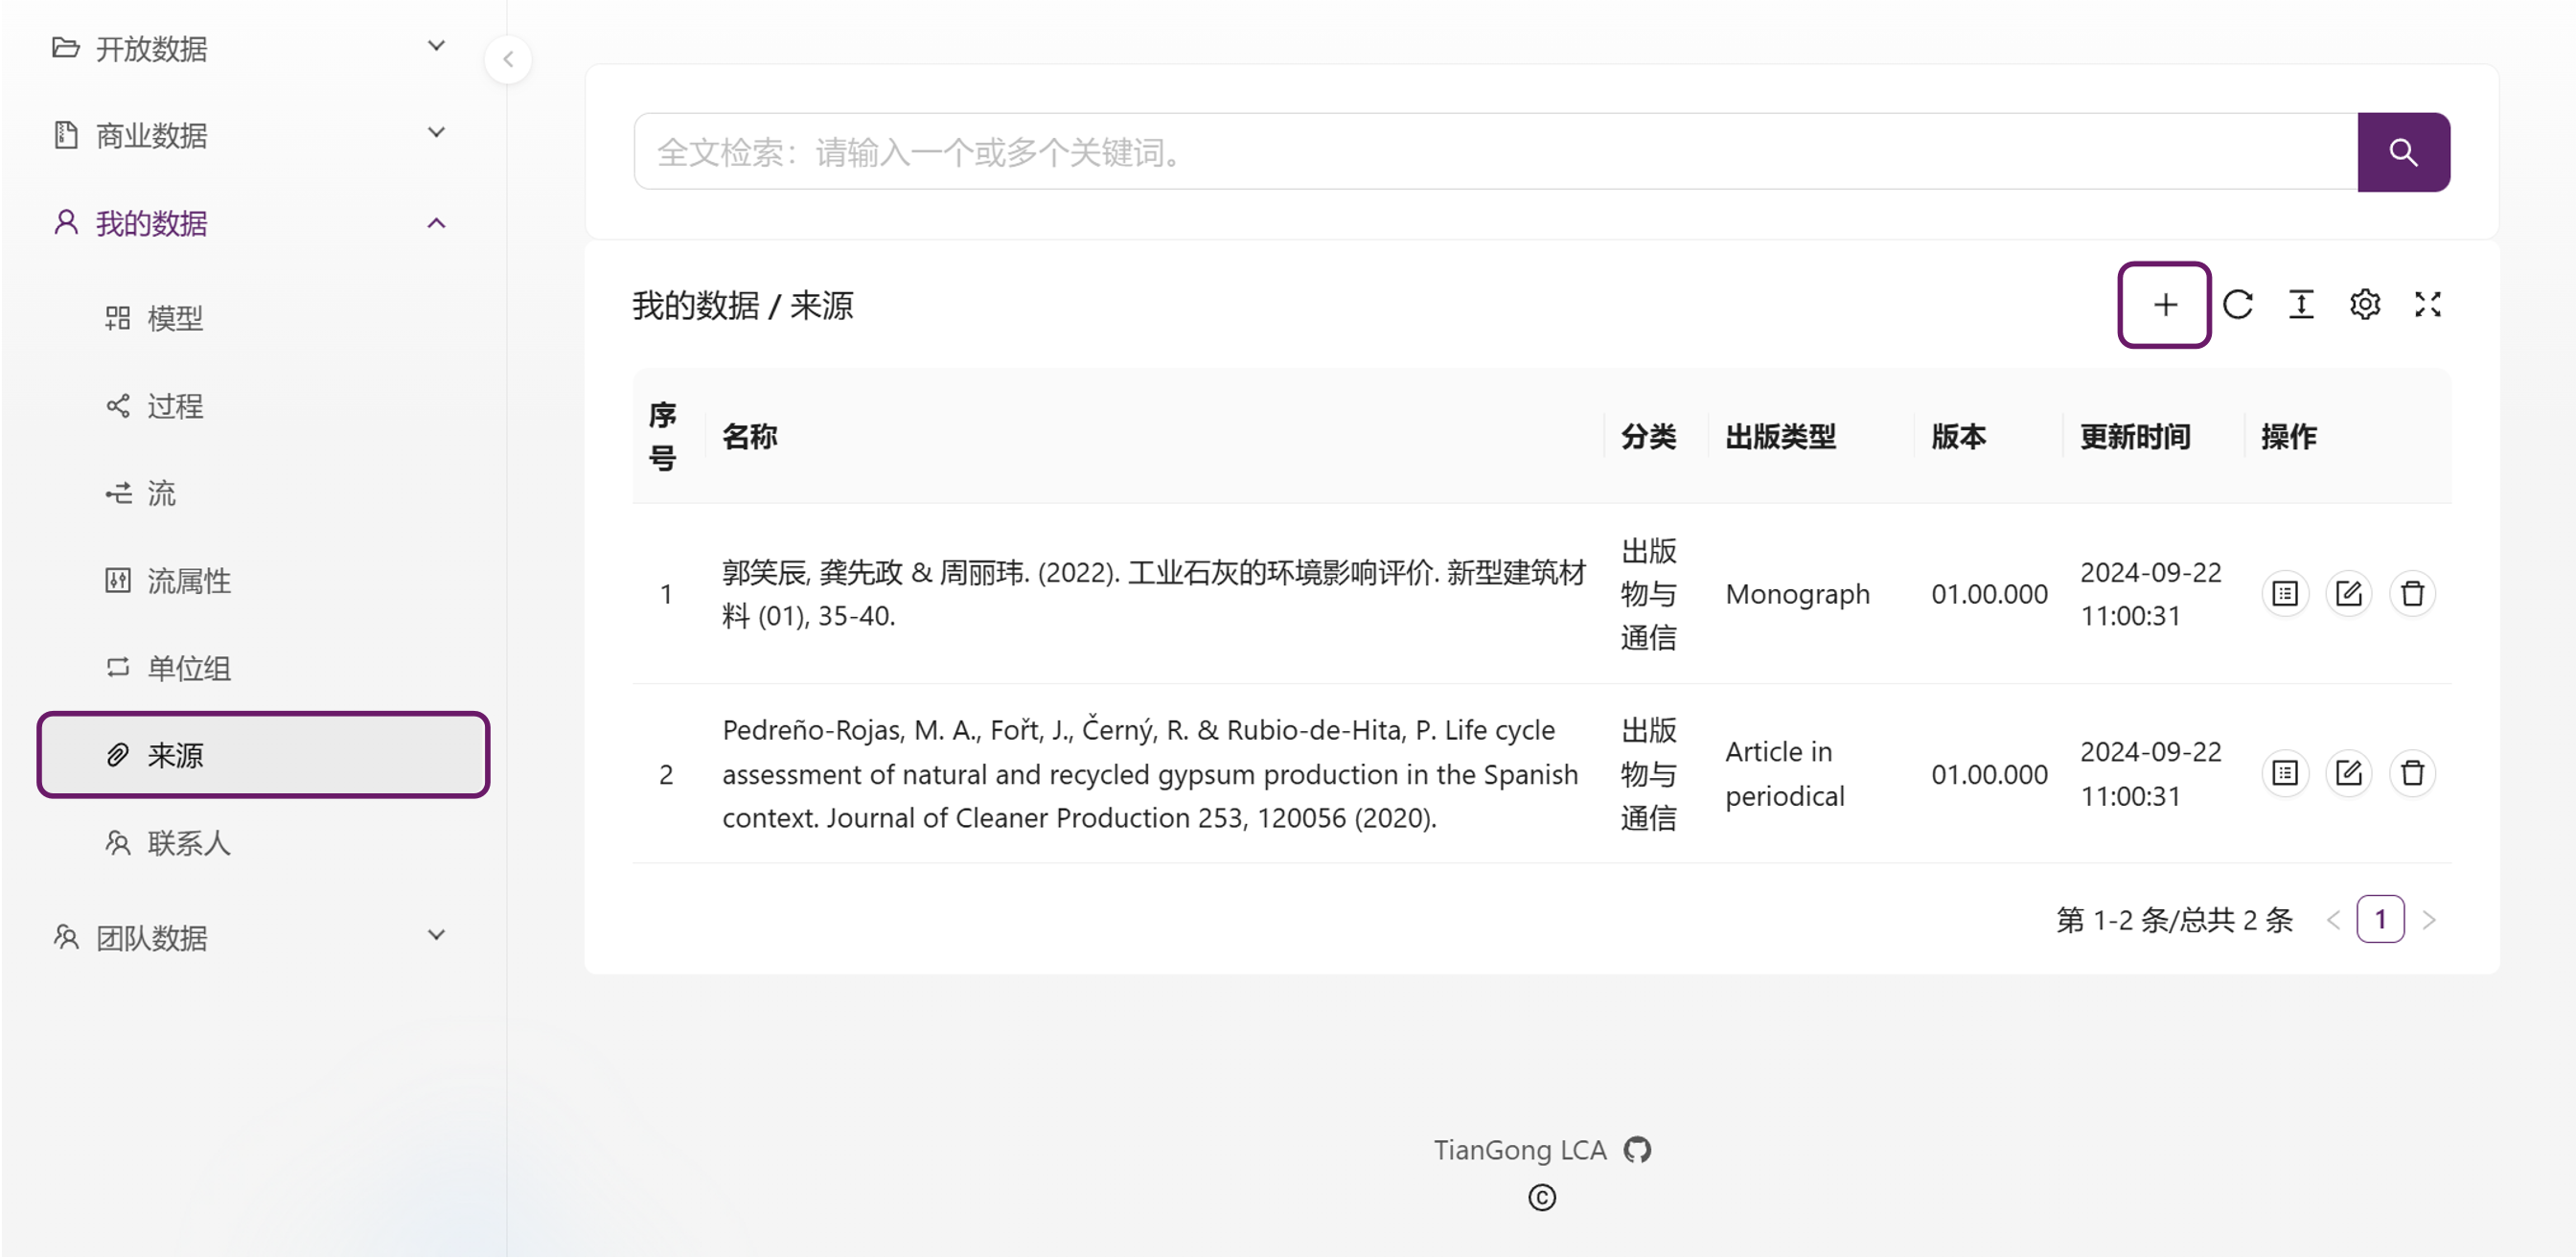 开放数据
商业数据
我的数据
模型
过程
流
流属性
单位组
来源
联系人
团队数据
全文检索：请输入一个或多个关键词。
我的数据 / 来源
序号 名称 分类 出版类型 版本 更新时间 操作
1 郭笑辰, 龚先政 & 周丽玮. (2022). 工业石灰的环境影响评价. 新型建筑材料 (01), 35-40. 出版物与通信 Monograph 01.00.000 2024-09-22 11:00:31
2 Pedreño-Rojas, M. A., Fořt, J., Černý, R. & Rubio-de-Hita, P. Life cycle assessment of natural and recycled gypsum production in the Spanish context. Journal of Cleaner Production 253, 120056 (2020). 出版物与通信 Article in periodical 01.00.000 2024-09-22 11:00:31
第 1-2 条/总共 2 条 < 1 >
TianGong LCA
©